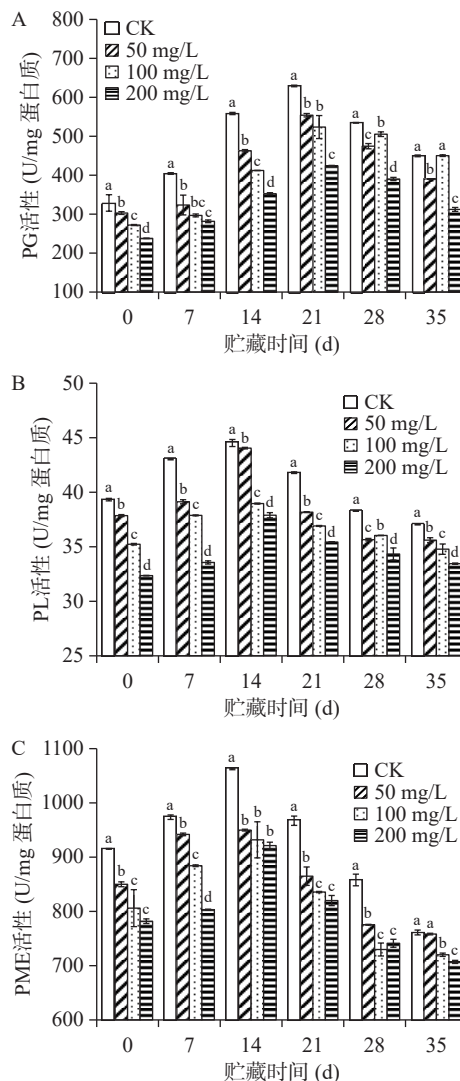 A
800
700
600
500
400
300
200
100
PG活性 (U/mg 蛋白质)
CK
50 mg/L
100 mg/L
200 mg/L
a b c d
a b bc c
a b c d
a b b c
a c b d
a b a c
0 7 14 21 28 35
贮藏时间 (d)
B
50
45
40
35
30
25
PL活性 (U/mg 蛋白质)
CK
50 mg/L
100 mg/L
200 mg/L
a b c d
a b c d
a b c d
a b c d
a c b d
a b c d
0 7 14 21 28 35
贮藏时间 (d)
C
1100
1000
900
800
700
600
PME活性 (U/mg 蛋白质)
CK
50 mg/L
100 mg/L
200 mg/L
a b c c
a b c d
a b b b
a b c c
a b c c
a a b c
0 7 14 21 28 35
贮藏时间 (d)